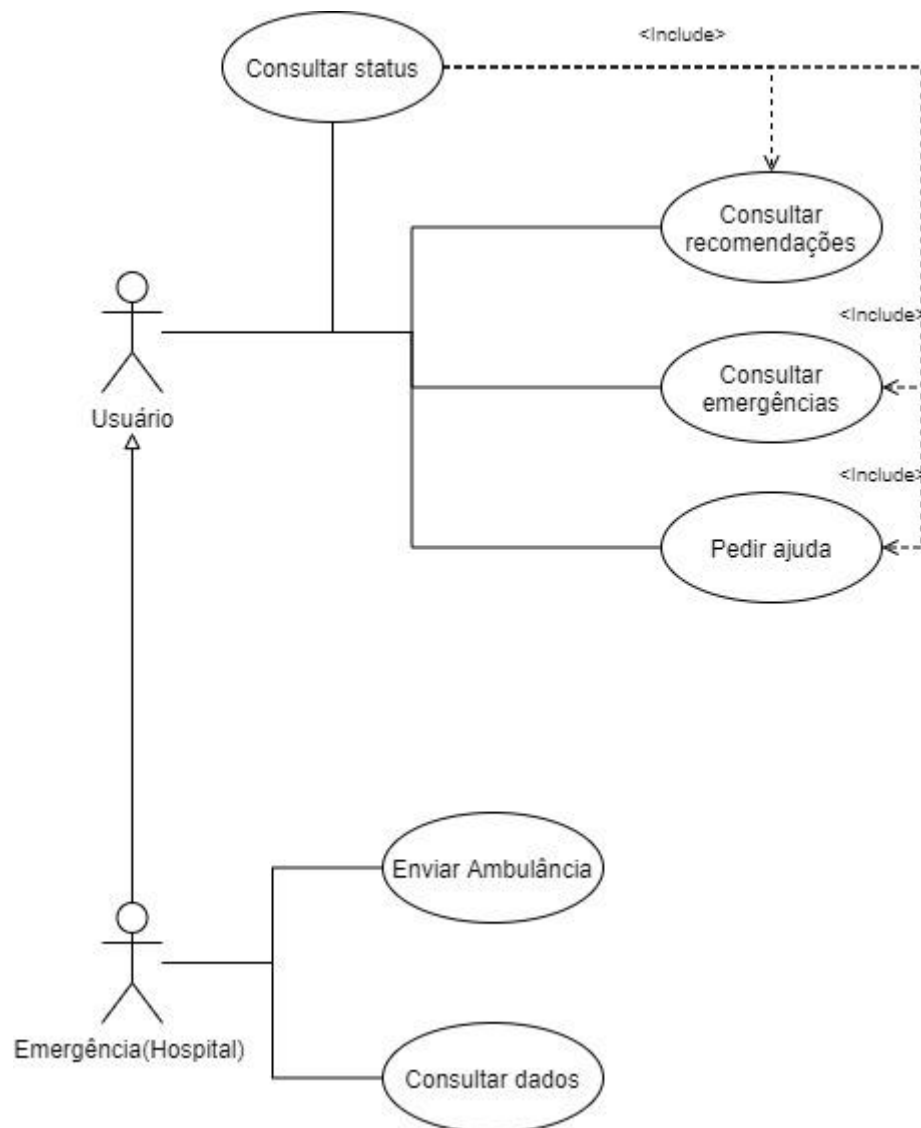 <Include>
Consultar status
Consultar
recomendações
<Include>
Consultar
emergências
Usuário
<Include>
Pedir ajuda
Enviar Ambulância
Emergência(Hospital)
Consultar dados